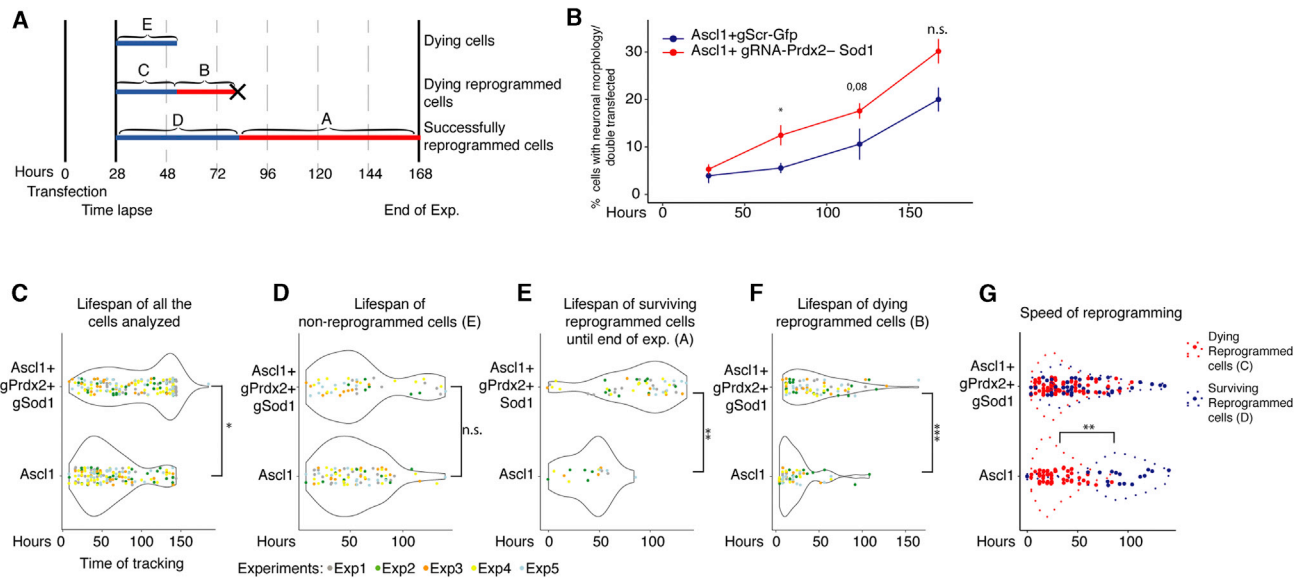 A
E
Dying cells
C
B
Dying reprogrammed
cells
D
A
Successfully
reprogrammed cells
Hours
0
28
48
72
96
120
144
168
Transfection
Time lapse
End of Exp.
B
% cells with neuronal morphology/
double transfected
30
20
10
0
Ascl1+gScr-Gfp
Ascl1+ gRNA-Prdx2– Sod1
*
0,08
n.s.
Hours
0
50
100
150
C
Lifespan of all the
cells analyzed
Ascl1+
gPrdx2+
gSod1
Ascl1
*
Hours
0
50
100
150
Time of tracking
D
Lifespan of
non-reprogrammed cells (E)
Ascl1+
gPrdx2+
gSod1
Ascl1
n.s.
Hours
50
100
E
Lifespan of surviving
reprogrammed cells
until end of exp. (A)
Ascl1+
gPrdx2+
Sod1
Ascl1
**
Hours
0
50
100
F
Lifespan of dying
reprogrammed cells (B)
Ascl1+
gPrdx2+
gSod1
Ascl1
***
Hours
0
50
100
150
G
Speed of reprogramming
Ascl1+
gPrdx2+
gSod1
Ascl1
**
Hours
0
50
100
Dying
Reprogrammed
cells (C)
Surviving
Reprogrammed
cells (D)
Experiments: Exp1 Exp2 Exp3 Exp4 Exp5